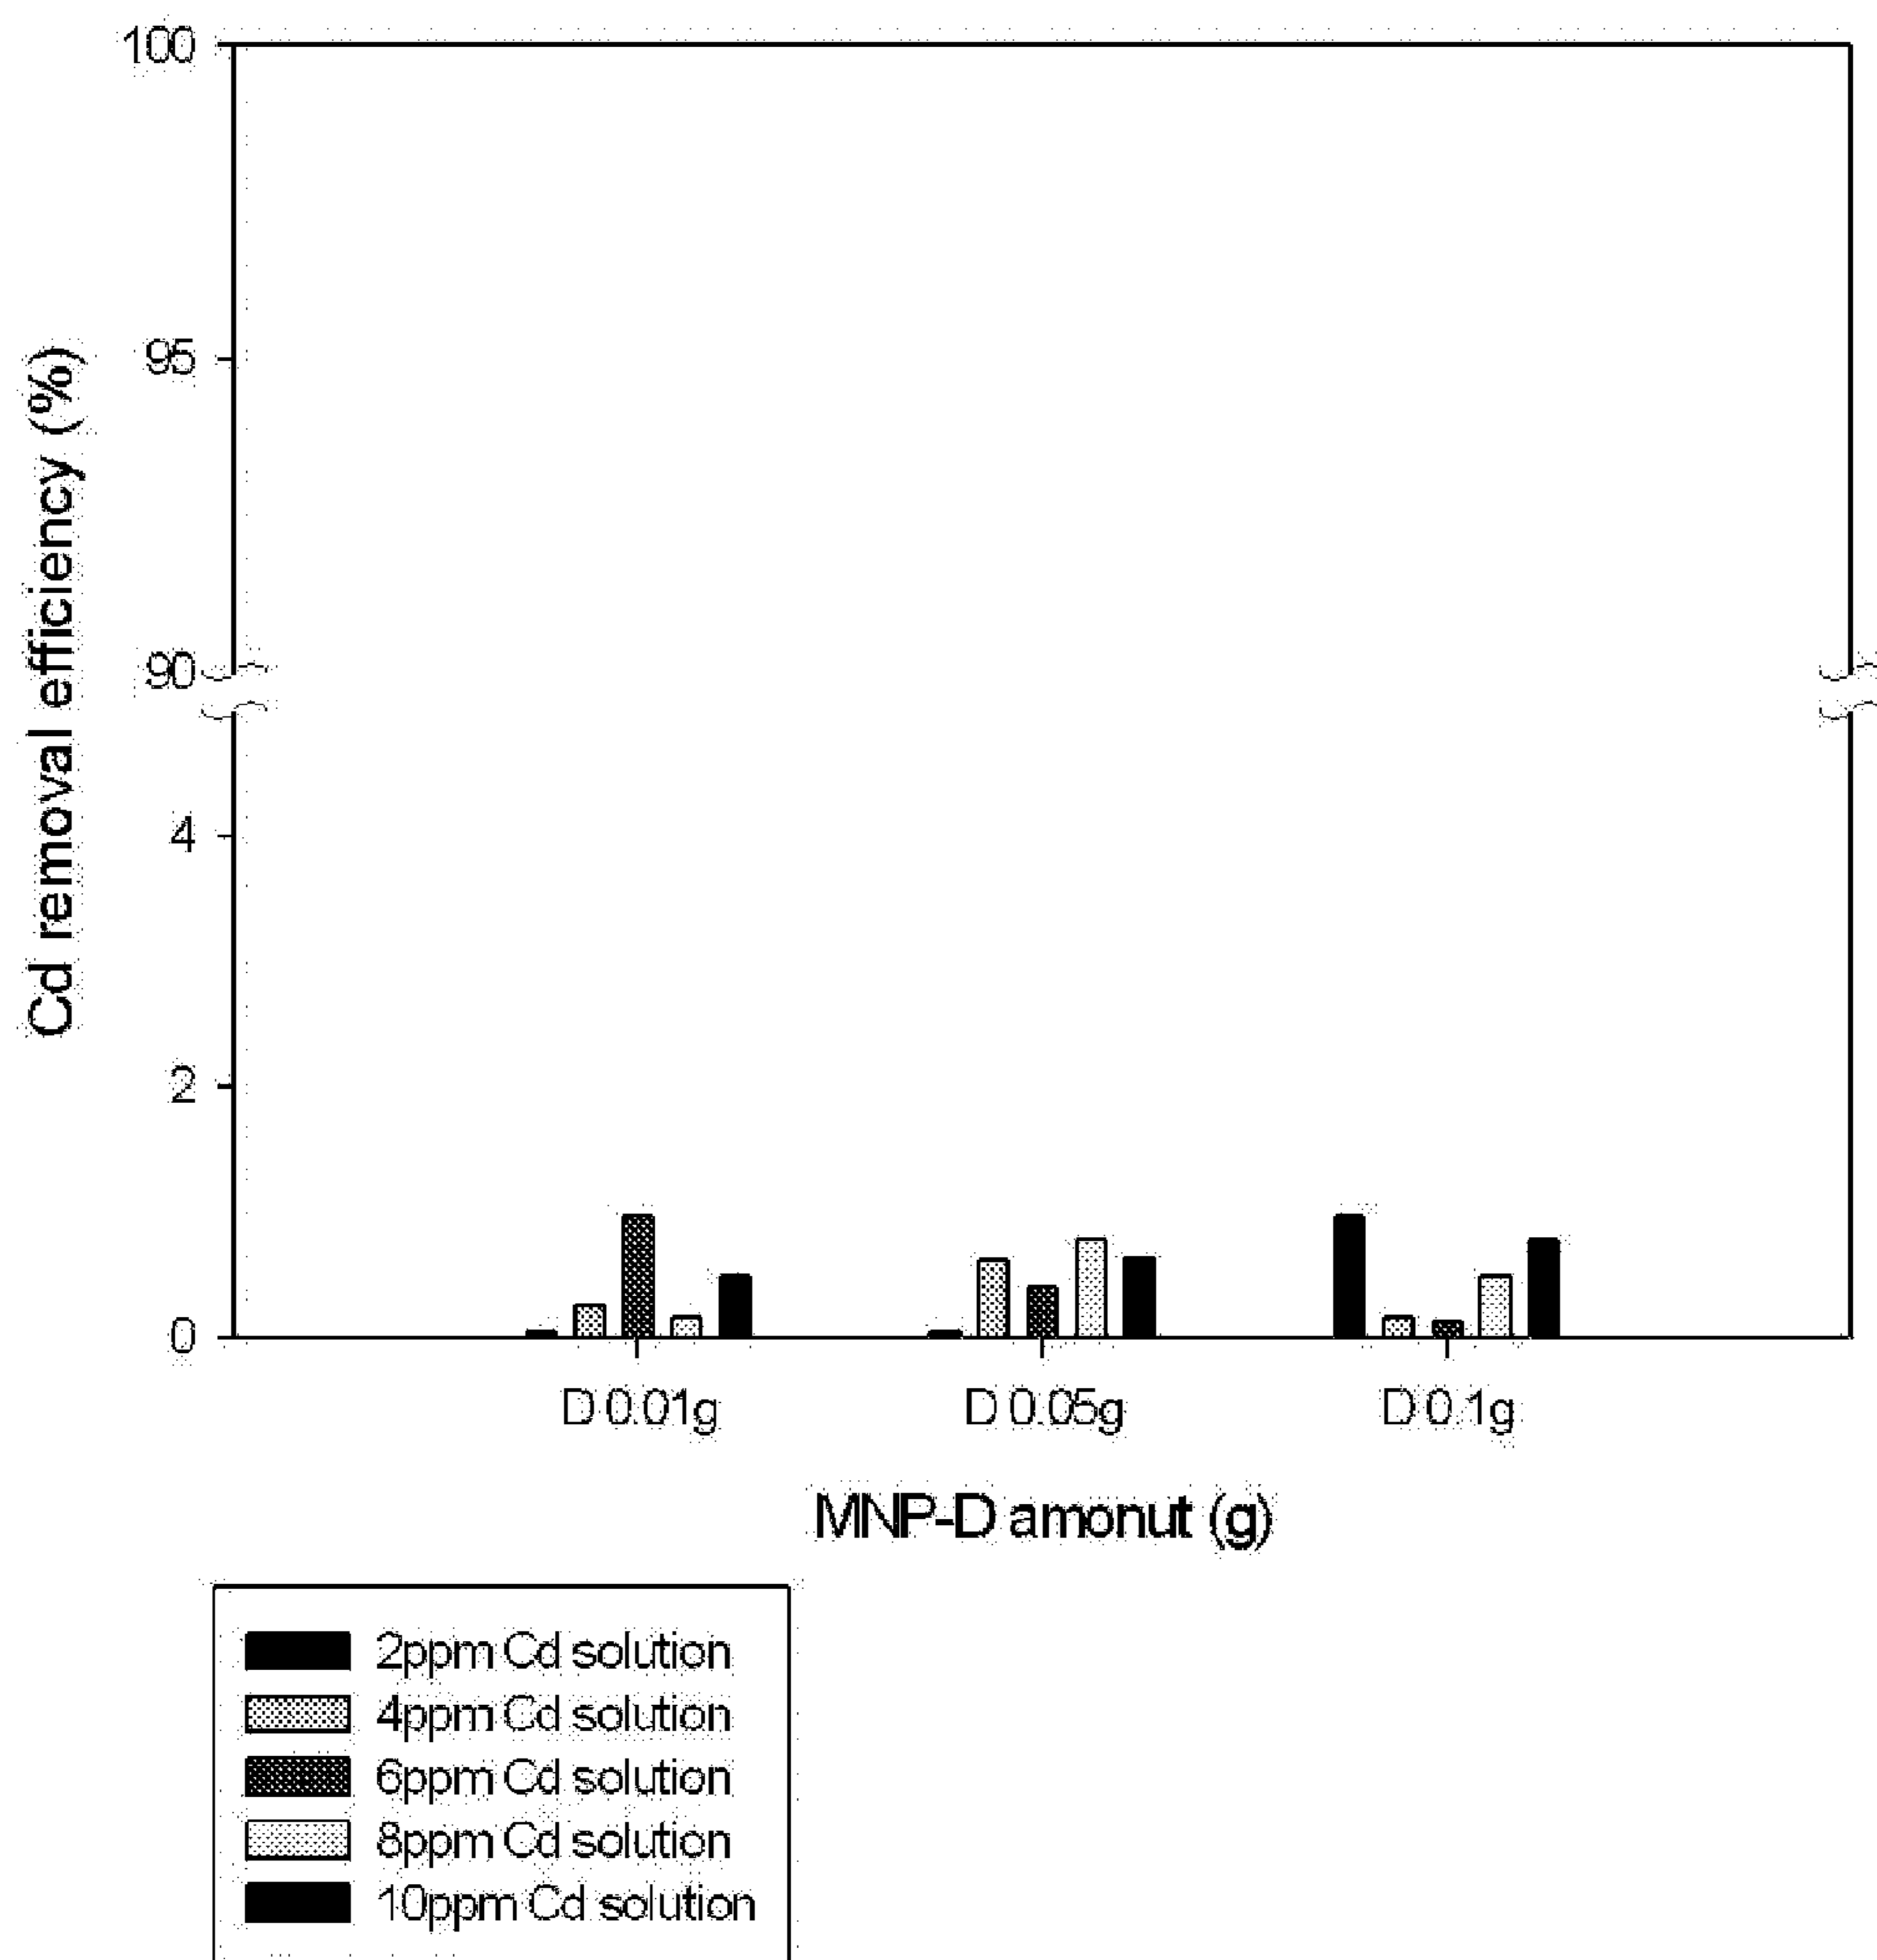 100
95
90
4
2
0
Cd removal efficiency (%)
D 0.01g D 0.05g D 0.1g
MNP-D amonut (g)
2ppm Cd solution
4ppm Cd solution
6ppm Cd solution
8ppm Cd solution
10ppm Cd solution